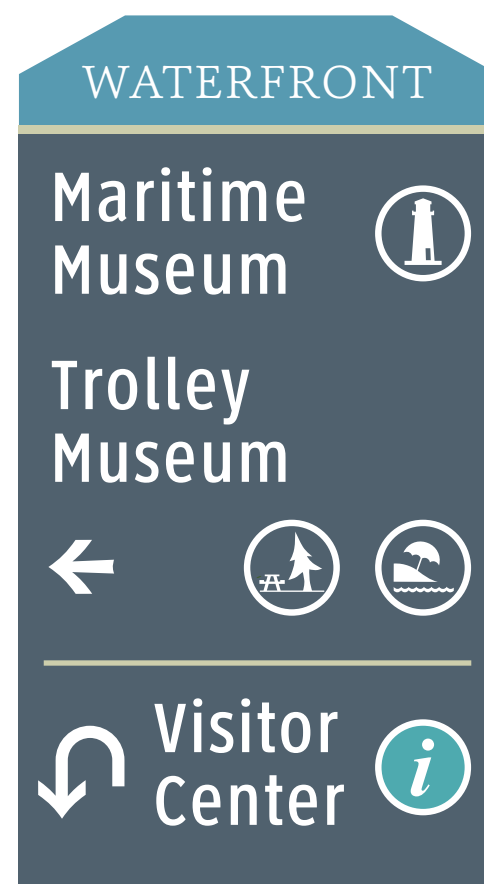 WATERFRONT
Maritime
Museum
Trolley
Museum
Visitor
Center
i